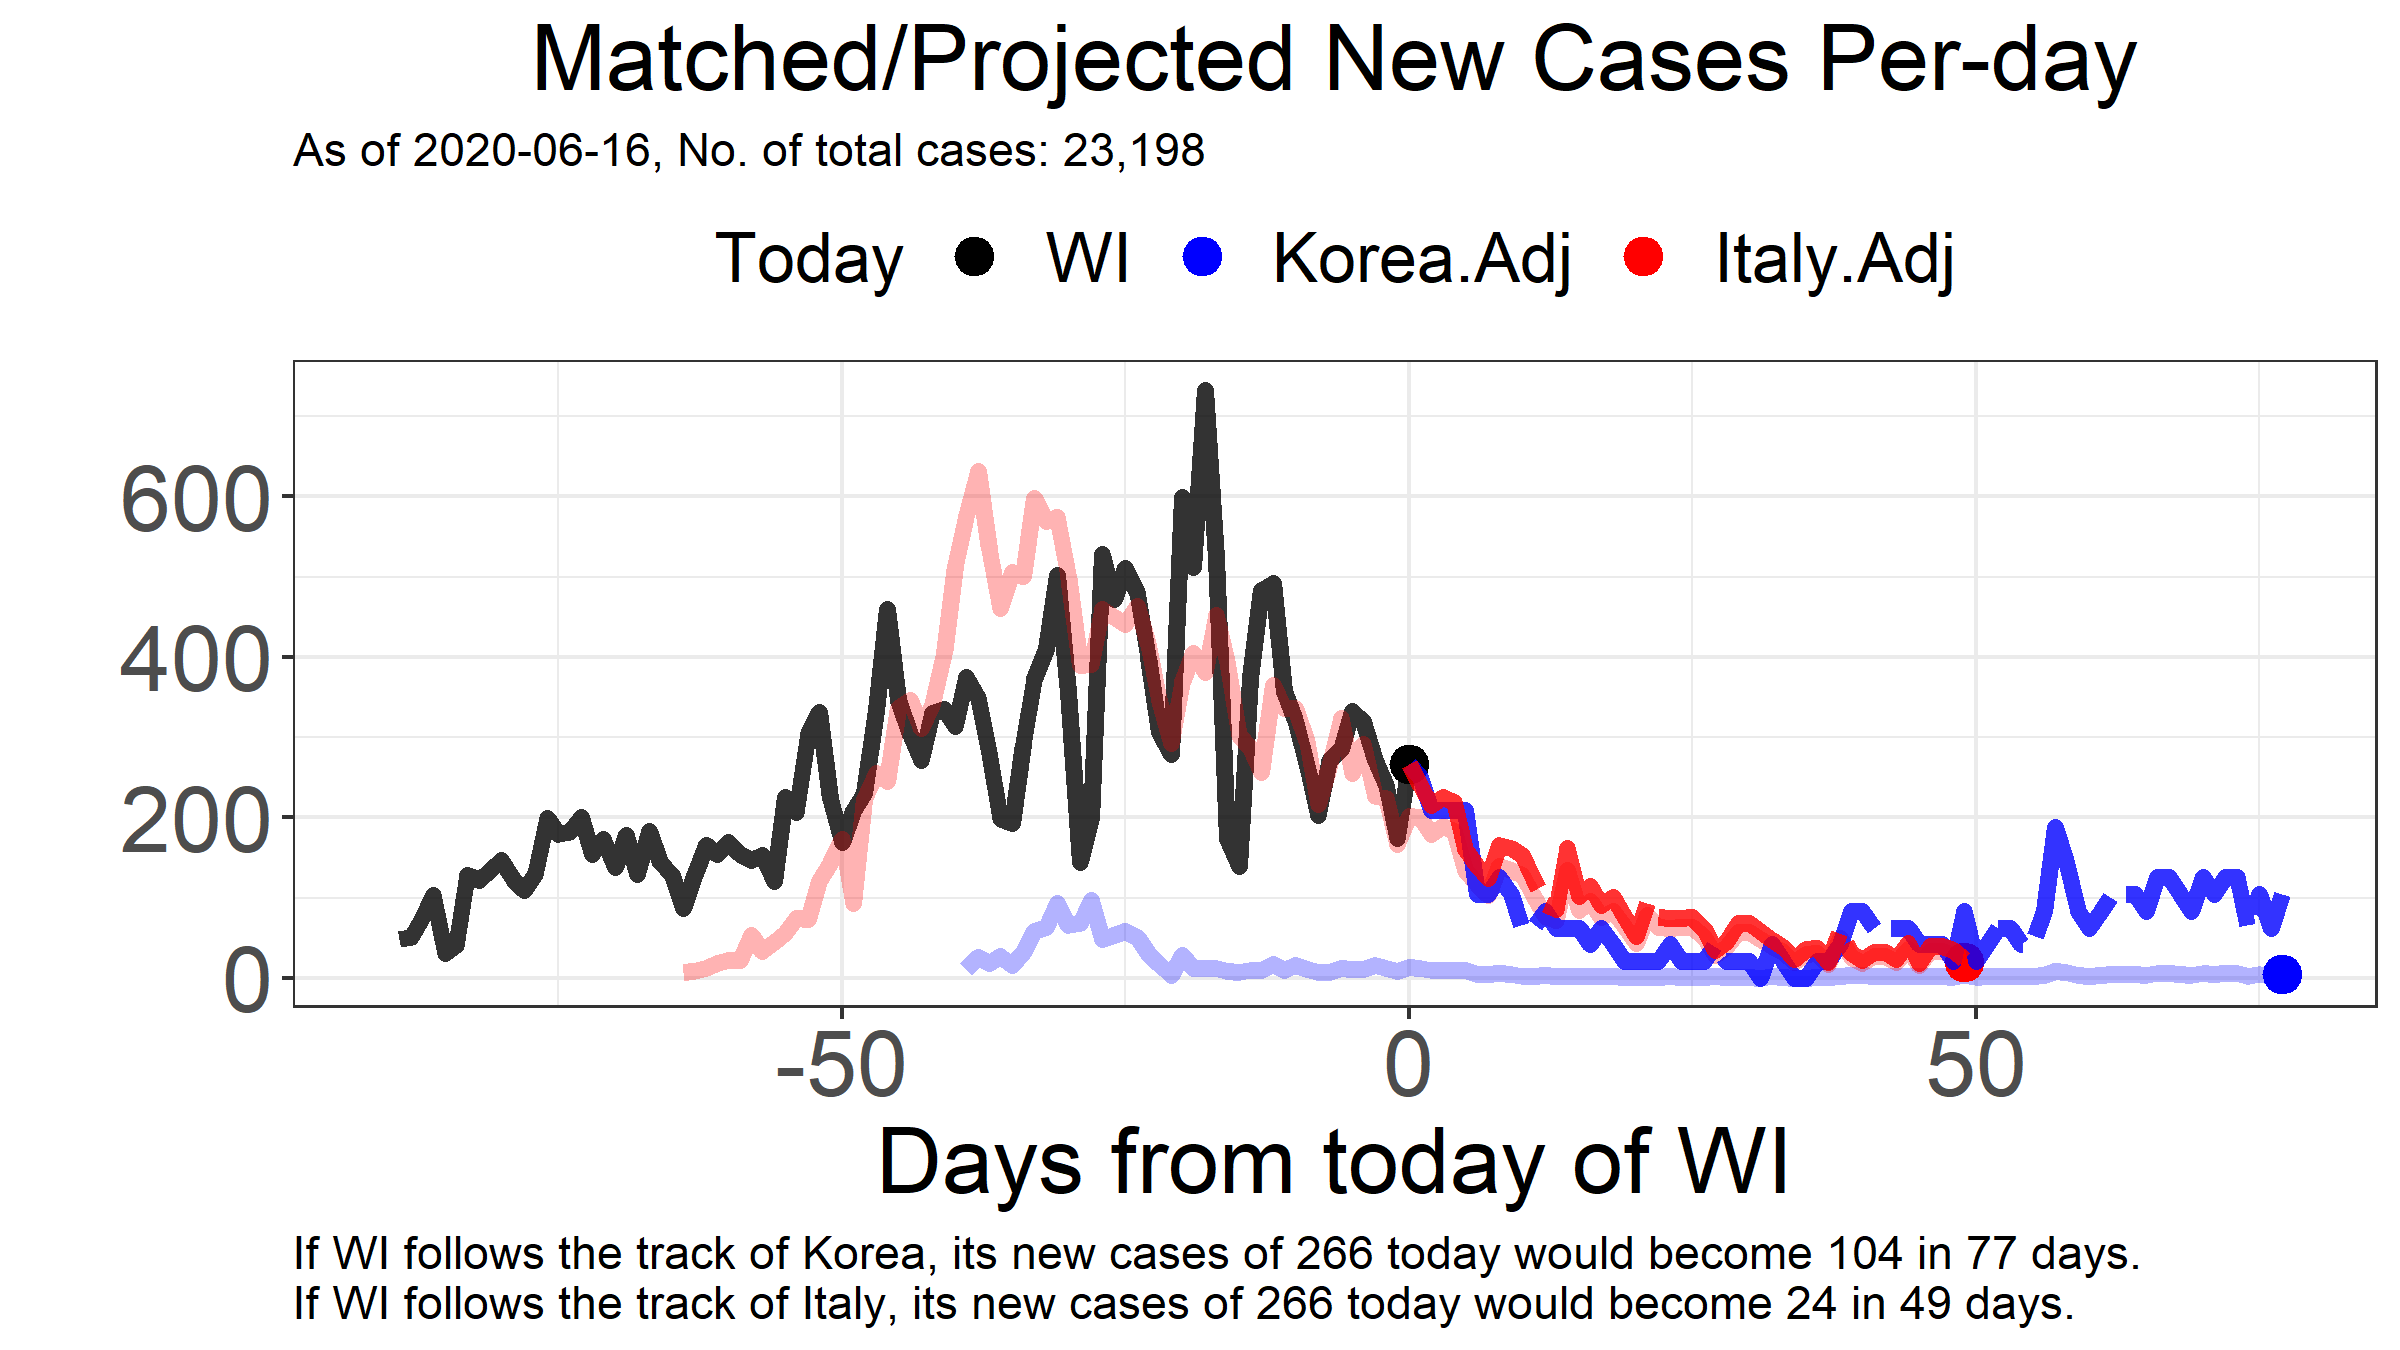 Matched/Projected New Cases Per-day
As of 2020-06-16, No. of total cases: 23,198
Today WI Korea.Adj Italy.Adj
600
400
200
0
-50 0 50
Days from today of WI
If WI follows the track of Korea, its new cases of 266 today would become 104 in 77 days.
If WI follows the track of Italy, its new cases of 266 today would become 24 in 49 days.